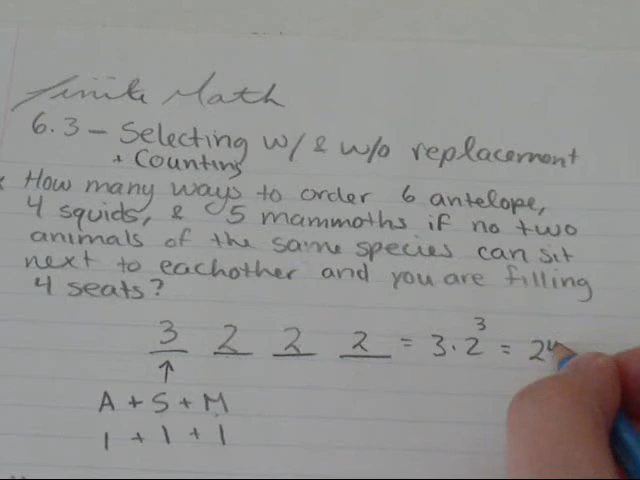 Finite Math
6.3 - Selecting w/ & w/o replacement
+ Counting
How many ways to order 6 antelope,
4 squids, & 5 mammoths if no two
animals of the same species can sit
next to eachother and you are filling
4 seats?
3 2 2 2 = 3·2³ = 24
↑
A + S + M
1 + 1 + 1